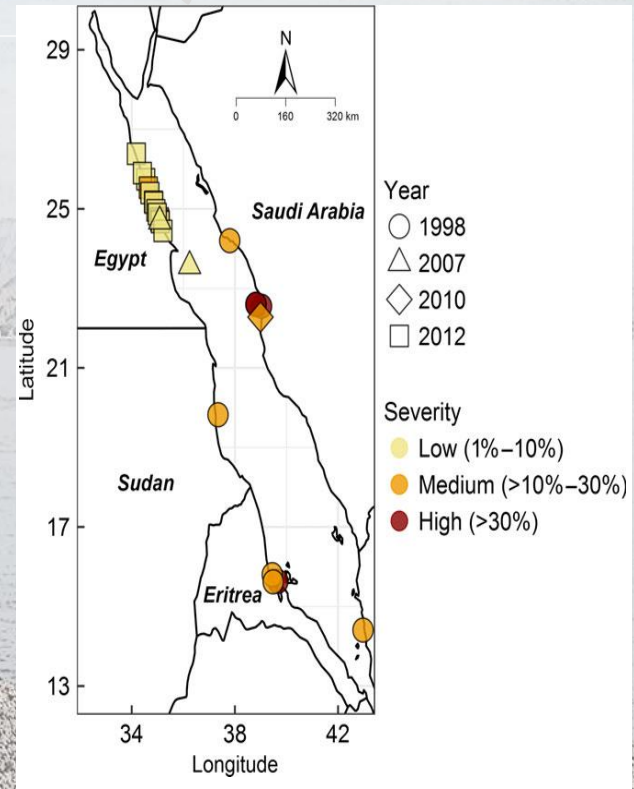 29
25
21
17
13
Latitude
34 38 42
Longitude
N
0 160 320 km
Saudi Arabia
Egypt
Sudan
Eritrea
Year
1998
2007
2010
2012
Severity
Low (1%–10%)
Medium (>10%–30%)
High (>30%)